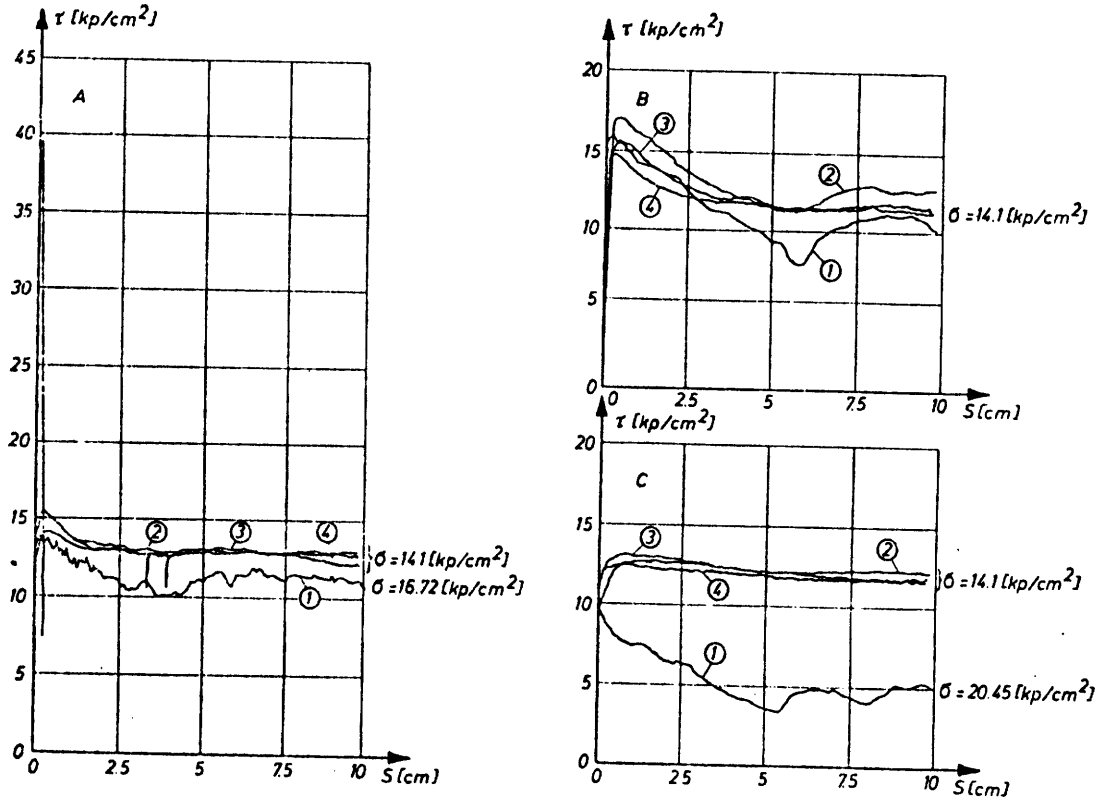 τ [kp/cm²]
A
45
40
35
30
25
20
15
10
5
0
② ③ ④
①
σ = 14.1 [kp/cm²]
σ = 16.72 [kp/cm²]
0 2.5 5 7.5 10 S [cm]
τ [kp/cm²]
B
20
15
10
5
0
③
②
④
①
σ = 14.1 [kp/cm²]
0 2.5 5 7.5 10 S [cm]
τ [kp/cm²]
C
20
15
10
5
0
③ ②
④
①
σ = 14.1 [kp/cm²]
σ = 20.45 [kp/cm²]
0 2.5 5 7.5 10 S [cm]